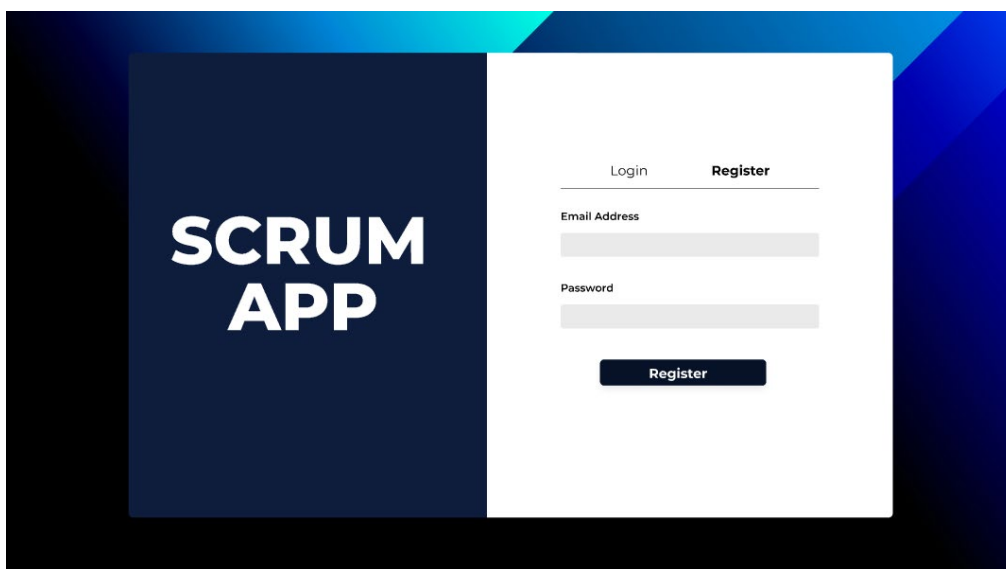 SCRUM
APP
Login Register
Email Address
Password
Register